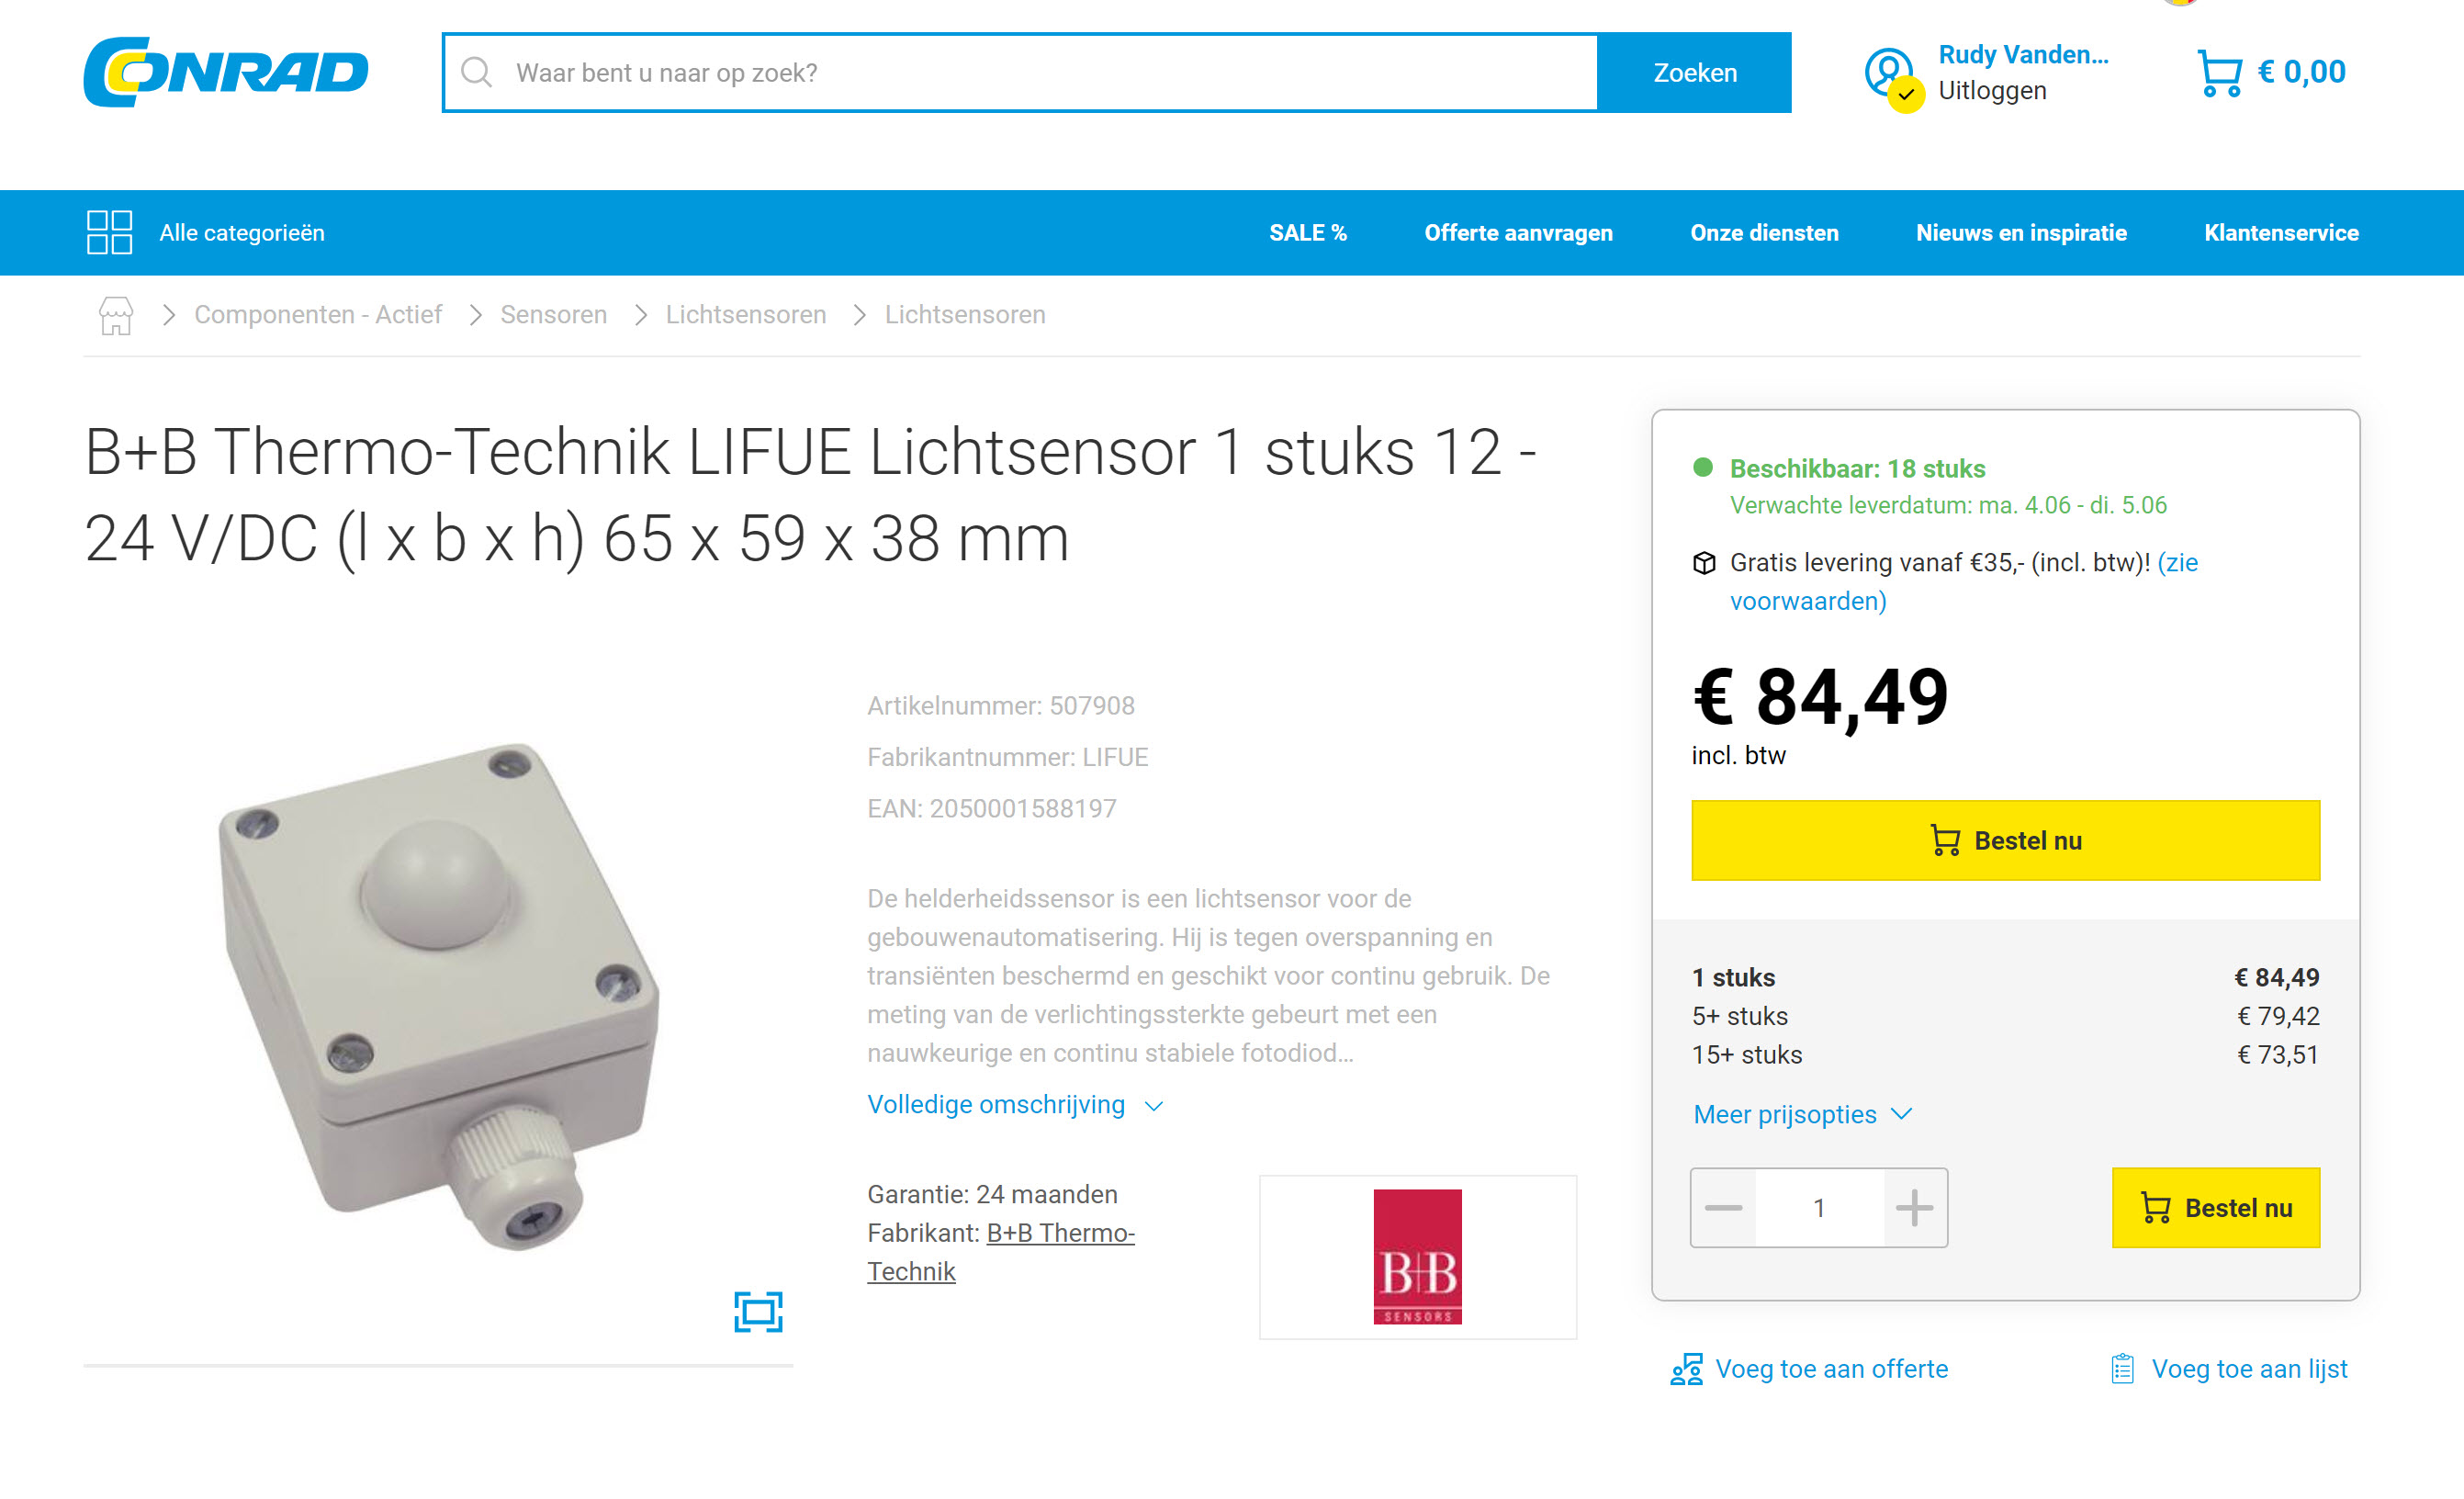 CONRAD
Waar bent u naar op zoek?
Zoeken
Rudy Vanden...
Uitloggen
€ 0,00
Alle categorieën
SALE %
Offerte aanvragen
Onze diensten
Nieuws en inspiratie
Klantenservice
Componenten - Actief
Sensoren
Lichtsensoren
Lichtsensoren
B+B Thermo-Technik LIFUE Lichtsensor 1 stuks 12 -
24 V/DC (l x b x h) 65 x 59 x 38 mm
Artikelnummer: 507908
Fabrikantnummer: LIFUE
EAN: 2050001588197
De helderheidssensor is een lichtsensor voor de
gebouwenautomatisering. Hij is tegen overspanning en
transiënten beschermd en geschikt voor continu gebruik. De
meting van de verlichtingssterkte gebeurt met een
nauwkeurige en continu stabiele fotodiod...
Volledige omschrijving
Garantie: 24 maanden
Fabrikant: B+B Thermo-
Technik
B+B
SENSORS
Beschikbaar: 18 stuks
Verwachte leverdatum: ma. 4.06 - di. 5.06
Gratis levering vanaf €35,- (incl. btw)! (zie
voorwaarden)
€ 84,49
incl. btw
Bestel nu
1 stuks € 84,49
5+ stuks € 79,42
15+ stuks € 73,51
Meer prijsopties
1
Bestel nu
Voeg toe aan offerte
Voeg toe aan lijst